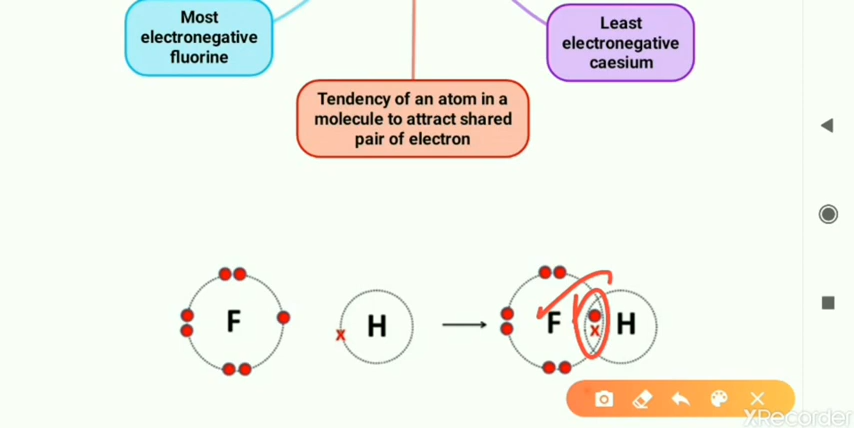 Most
electronegative
fluorine
Least
electronegative
caesium
Tendency of an atom in a
molecule to attract shared
pair of electron
F
x H
F x H
XRecorder